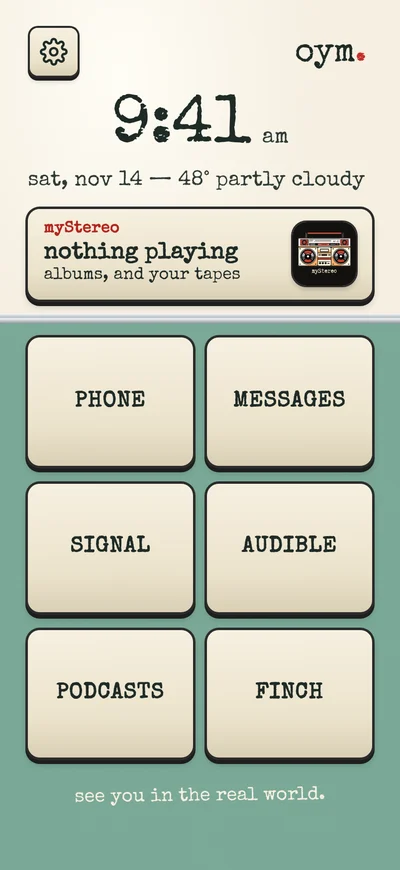 oym.
9:41 am
sat, nov 14 — 48° partly cloudy
myStereo
nothing playing
albums, and your tapes
myStereo
PHONE
MESSAGES
SIGNAL
AUDIBLE
PODCASTS
FINCH
see you in the real world.